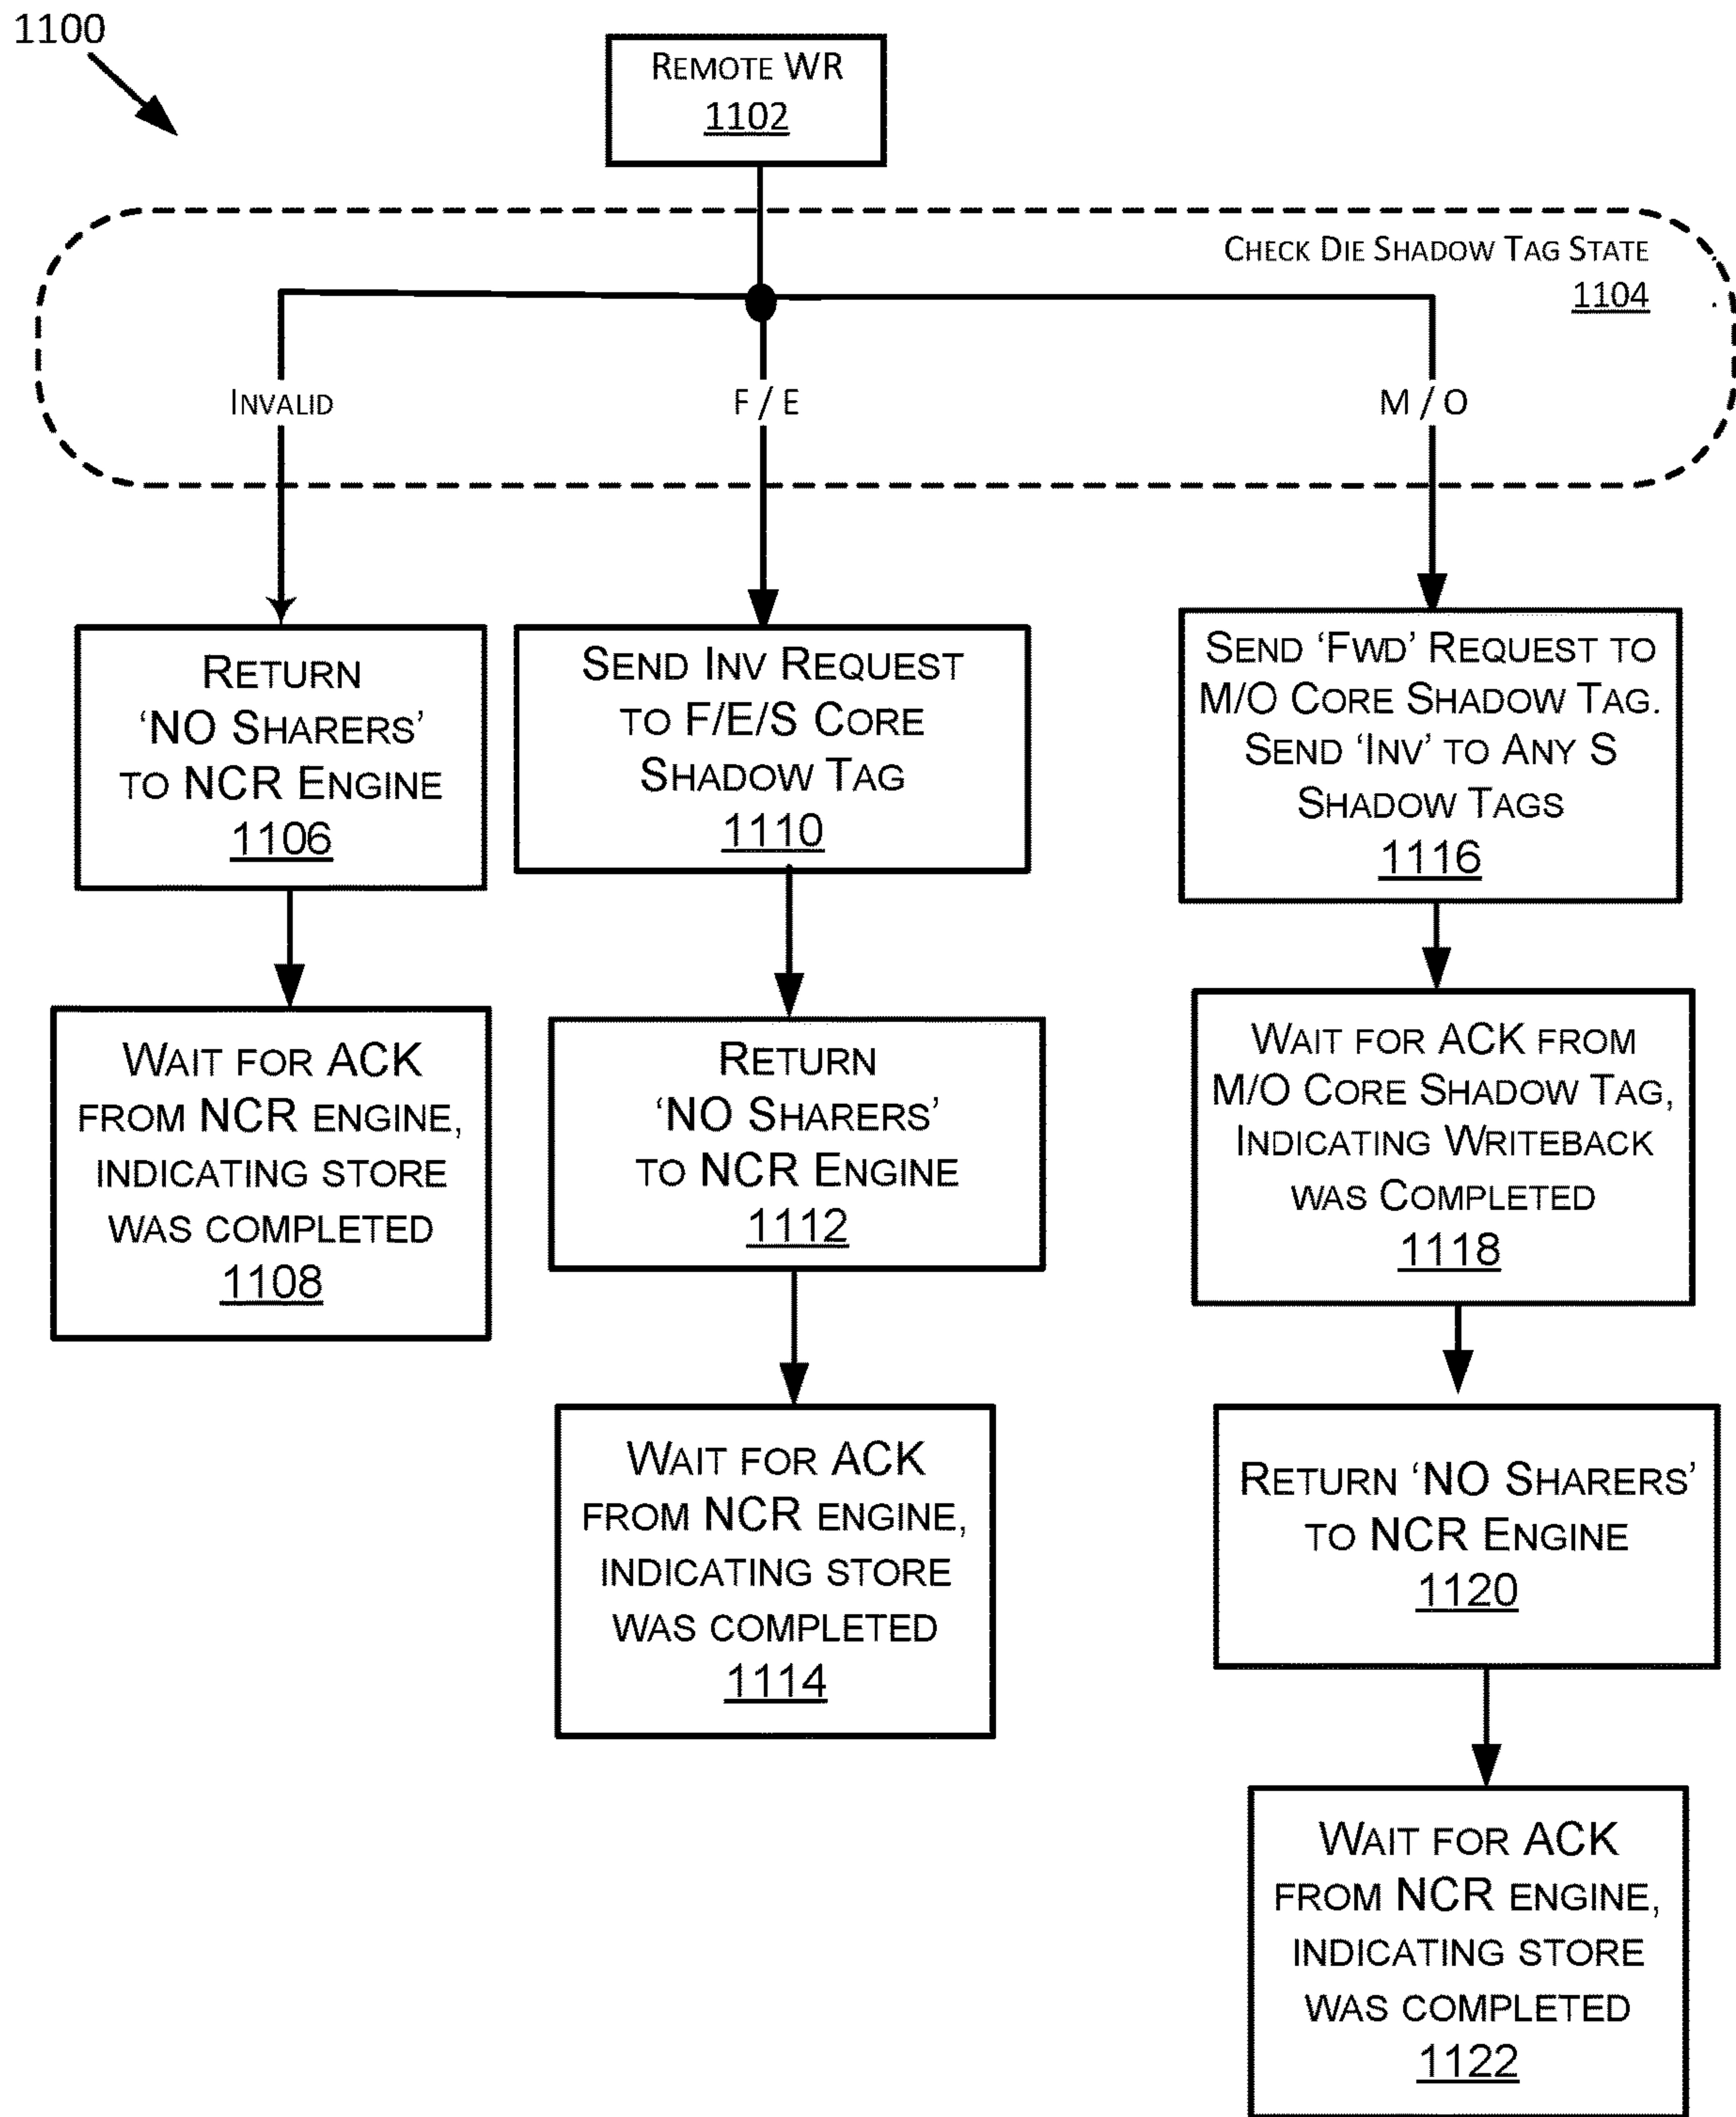 1100
REMOTE WR
1102
CHECK DIE SHADOW TAG STATE
1104
INVALID
F / E
M / O
RETURN
'NO SHARERS'
TO NCR ENGINE
1106
SEND INV REQUEST
TO F/E/S CORE
SHADOW TAG
1110
SEND 'FWD' REQUEST TO
M/O CORE SHADOW TAG.
SEND 'INV' TO ANY S
SHADOW TAGS
1116
WAIT FOR ACK
FROM NCR ENGINE,
INDICATING STORE
WAS COMPLETED
1108
RETURN
'NO SHARERS'
TO NCR ENGINE
1112
WAIT FOR ACK FROM
M/O CORE SHADOW TAG,
INDICATING WRITEBACK
WAS COMPLETED
1118
WAIT FOR ACK
FROM NCR ENGINE,
INDICATING STORE
WAS COMPLETED
1114
RETURN 'NO SHARERS'
TO NCR ENGINE
1120
WAIT FOR ACK
FROM NCR ENGINE,
INDICATING STORE
WAS COMPLETED
1122